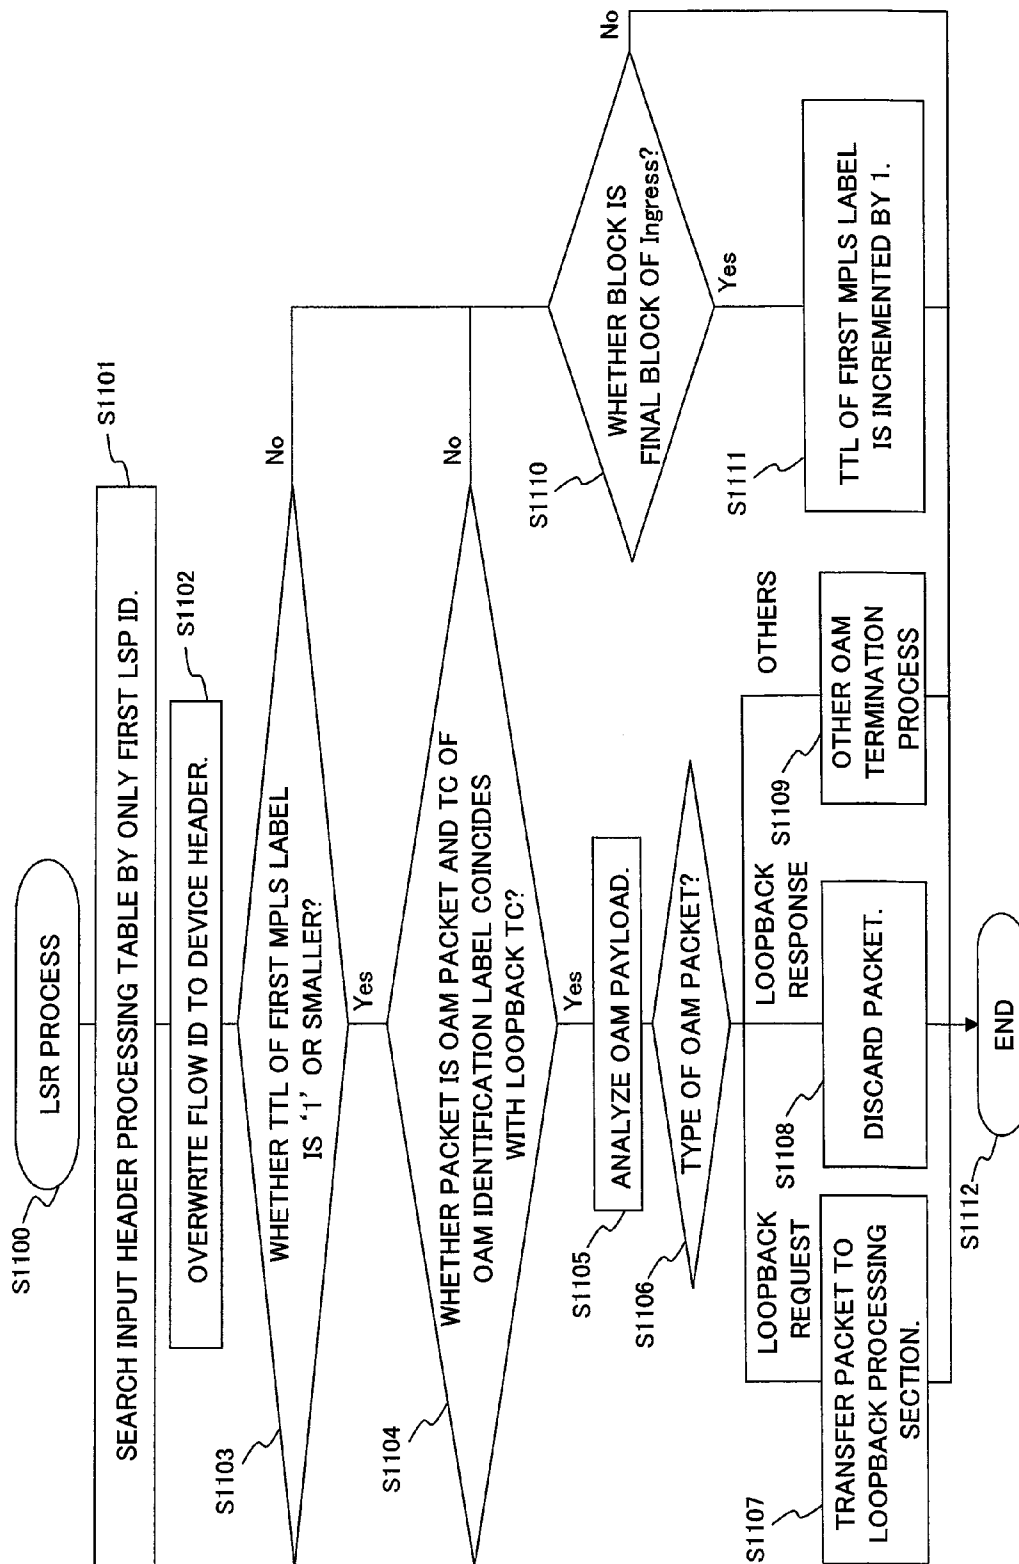 LSR PROCESS
S1100
SEARCH INPUT HEADER PROCESSING TABLE BY ONLY FIRST LSP ID.
S1101
OVERWRITE FLOW ID TO DEVICE HEADER.
S1102
WHETHER TTL OF FIRST MPLS LABEL
IS ‘1’ OR SMALLER?
S1103
No
Yes
WHETHER PACKET IS OAM PACKET AND TC OF
OAM IDENTIFICATION LABEL COINCIDES
WITH LOOPBACK TC?
S1104
No
Yes
ANALYZE OAM PAYLOAD.
S1105
TYPE OF OAM PACKET?
S1106
LOOPBACK
REQUEST
LOOPBACK
RESPONSE
OTHERS
S1107
TRANSFER PACKET TO
LOOPBACK PROCESSING
SECTION.
S1108
DISCARD PACKET.
S1109
OTHER OAM
TERMINATION
PROCESS
S1110
WHETHER BLOCK IS
FINAL BLOCK OF Ingress?
No
Yes
S1111
TTL OF FIRST MPLS LABEL
IS INCREMENTED BY 1.
END
S1112